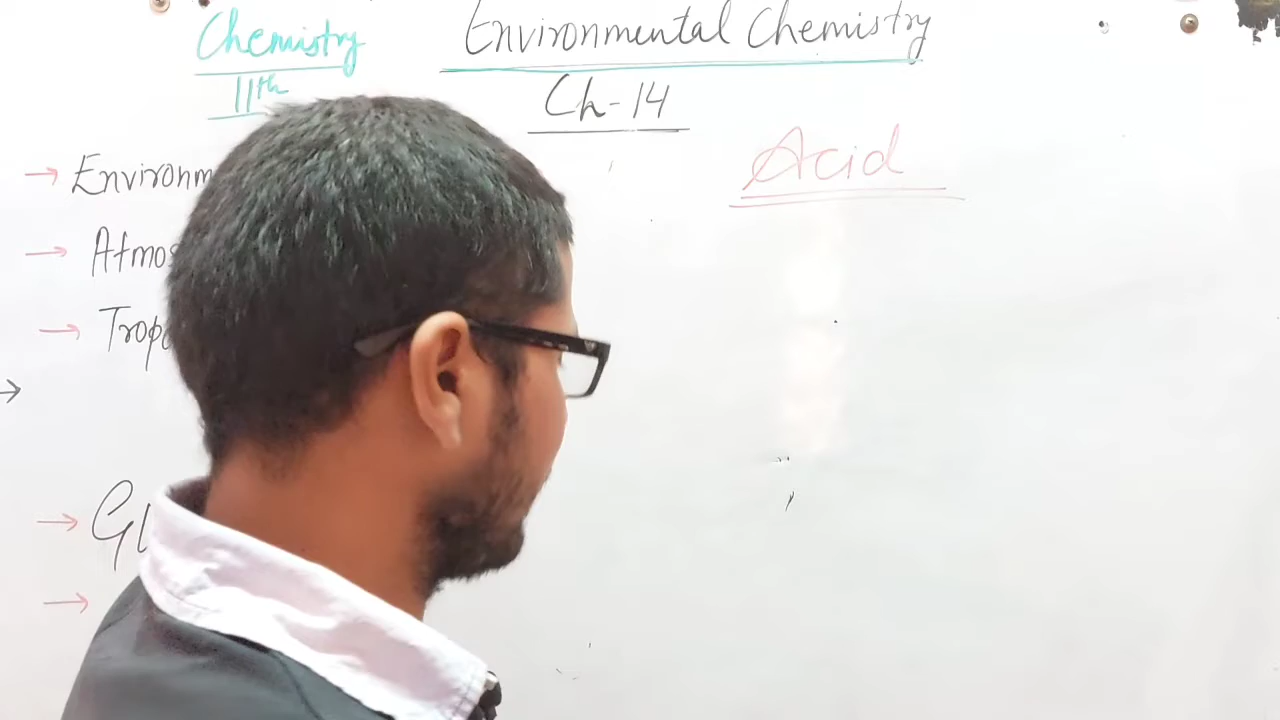 Chemistry
11th
Environmental Chemistry
Ch-14
→ Environm
→ Atmos
→ Tropo
→
→ Gl
→
Acid